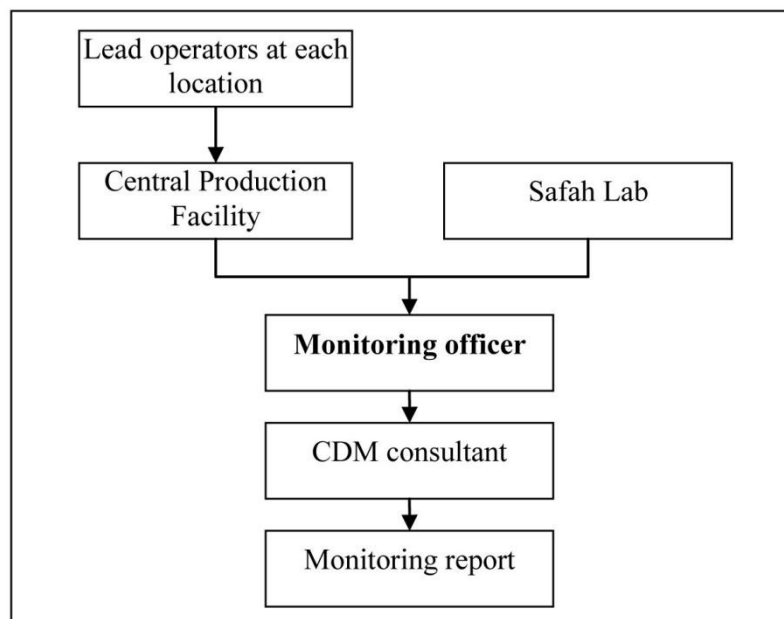 Lead operators at each
location
Central Production
Facility
Safah Lab
Monitoring officer
CDM consultant
Monitoring report